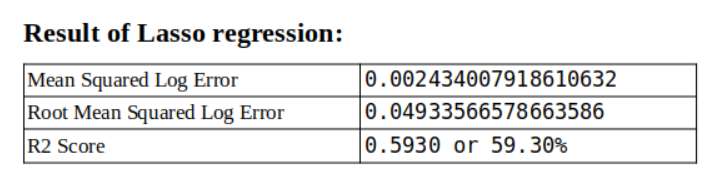 Result of Lasso regression:
Mean Squared Log Error 0.002434007918610632
Root Mean Squared Log Error 0.04933566578663586
R2 Score 0.5930 or 59.30%